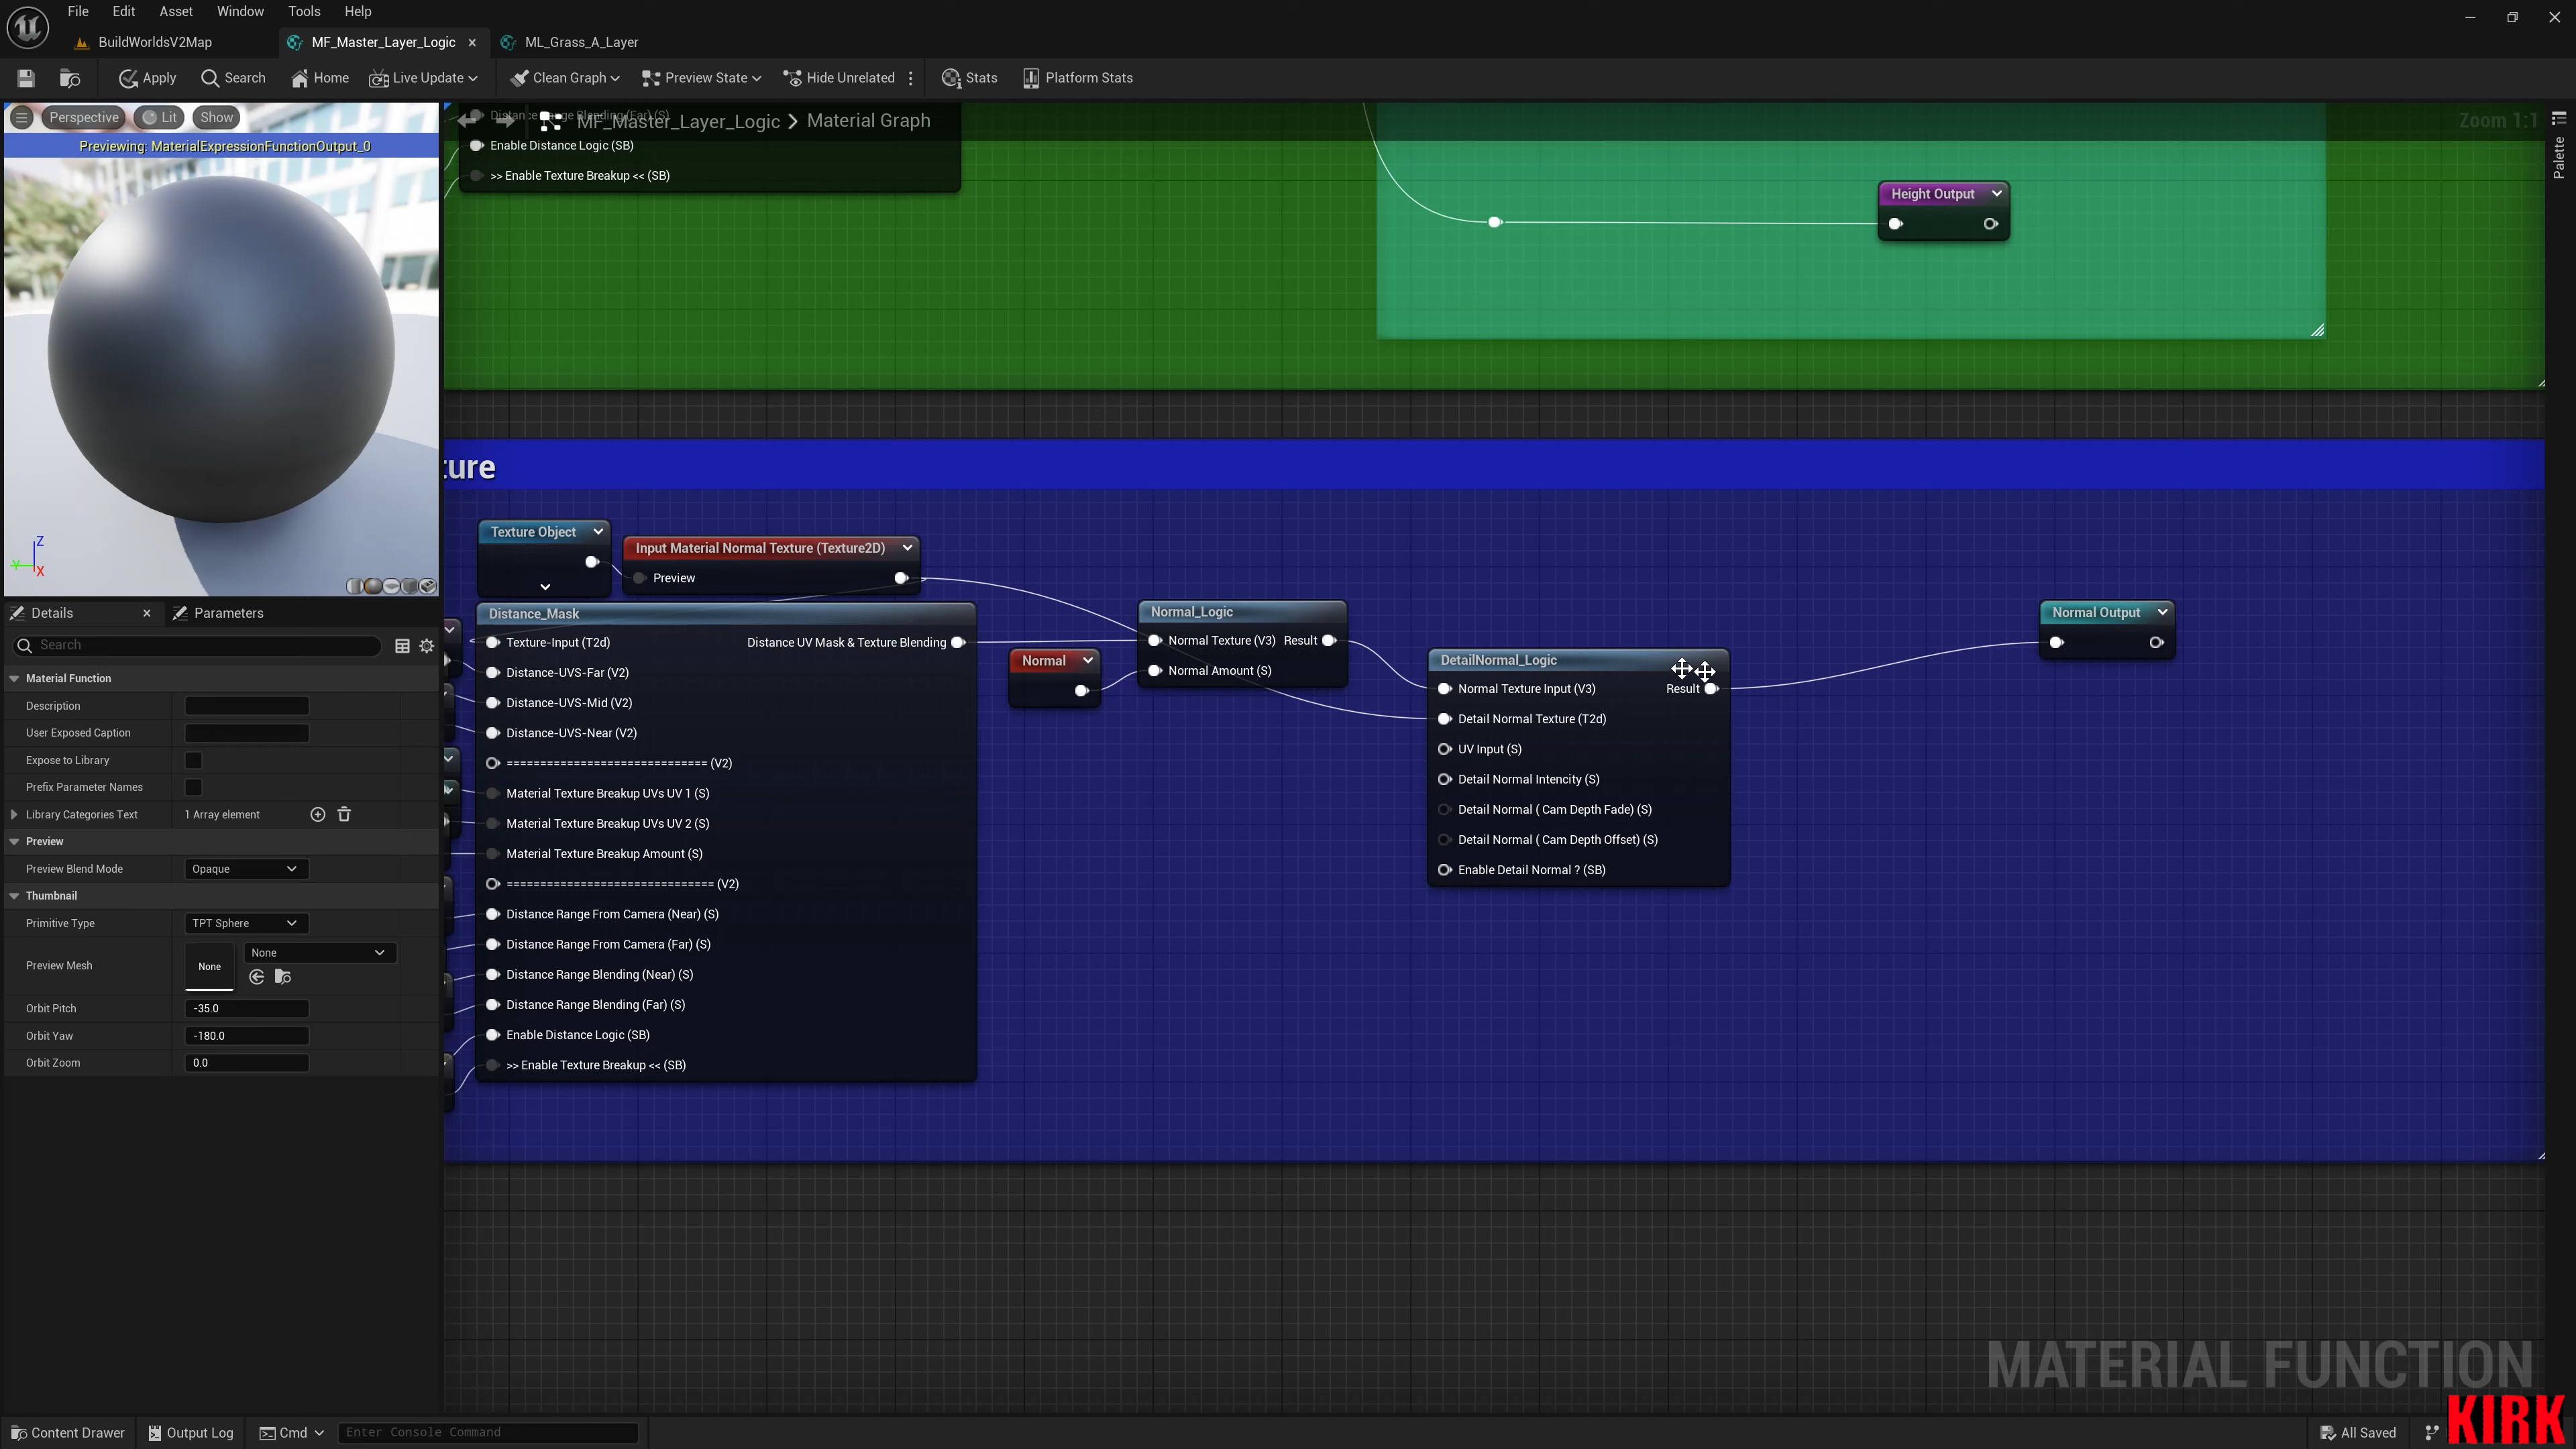 File Edit Asset Window Tools Help
BuildWorldsV2Map MF_Master_Layer_Logic ML_Grass_A_Layer
Apply Search Home Live Update Clean Graph Preview State Hide Unrelated Stats Platform Stats
Perspective Lit Show
Previewing: MaterialExpressionFunctionOutput_0
Z
Y
X
Distance Range Blending (Far) (S)
MF_Master_Layer_Logic > Material Graph
Zoom 1:1
Palette
Enable Distance Logic (SB)
>> Enable Texture Breakup << (SB)
Height Output
ture
Texture Object
Input Material Normal Texture (Texture2D)
Preview
Distance_Mask
Texture-Input (T2d) Distance UV Mask & Texture Blending
Distance-UVS-Far (V2)
Distance-UVS-Mid (V2)
Distance-UVS-Near (V2)
============================== (V2)
Material Texture Breakup UVs UV 1 (S)
Material Texture Breakup UVs UV 2 (S)
Material Texture Breakup Amount (S)
=============================== (V2)
Distance Range From Camera (Near) (S)
Distance Range From Camera (Far) (S)
Distance Range Blending (Near) (S)
Distance Range Blending (Far) (S)
Enable Distance Logic (SB)
>> Enable Texture Breakup << (SB)
Normal
Normal_Logic
Normal Texture (V3) Result
Normal Amount (S)
DetailNormal_Logic
Normal Texture Input (V3) Result
Detail Normal Texture (T2d)
UV Input (S)
Detail Normal Intencity (S)
Detail Normal ( Cam Depth Fade) (S)
Detail Normal ( Cam Depth Offset) (S)
Enable Detail Normal ? (SB)
Normal Output
Details Parameters
Search
Material Function
Description
User Exposed Caption
Expose to Library
Prefix Parameter Names
Library Categories Text 1 Array element
Preview
Preview Blend Mode Opaque
Thumbnail
Primitive Type TPT Sphere
Preview Mesh None None
Orbit Pitch -35.0
Orbit Yaw -180.0
Orbit Zoom 0.0
MATERIAL FUNCTION
KIRK
Content Drawer Output Log Cmd Enter Console Command All Saved